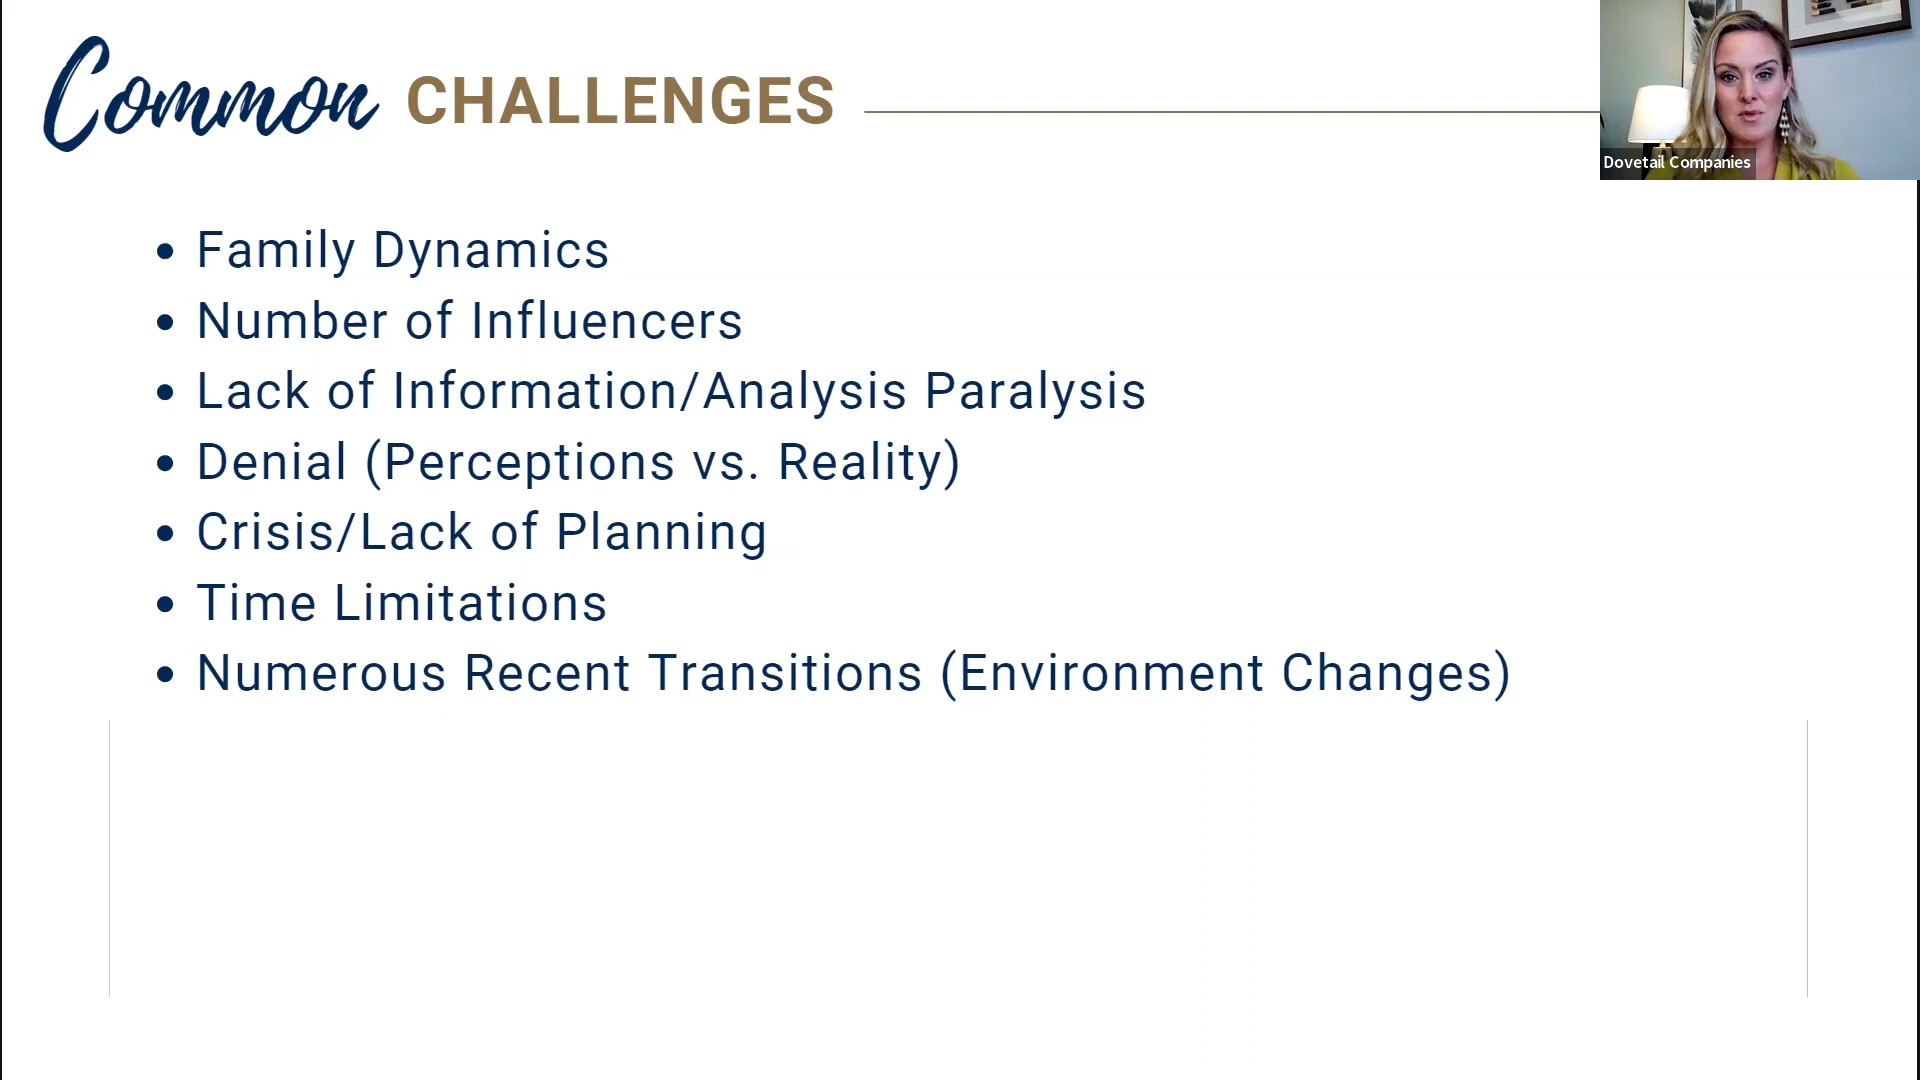 Common CHALLENGES
Dovetail Companies
• Family Dynamics
• Number of Influencers
• Lack of Information/Analysis Paralysis
• Denial (Perceptions vs. Reality)
• Crisis/Lack of Planning
• Time Limitations
• Numerous Recent Transitions (Environment Changes)